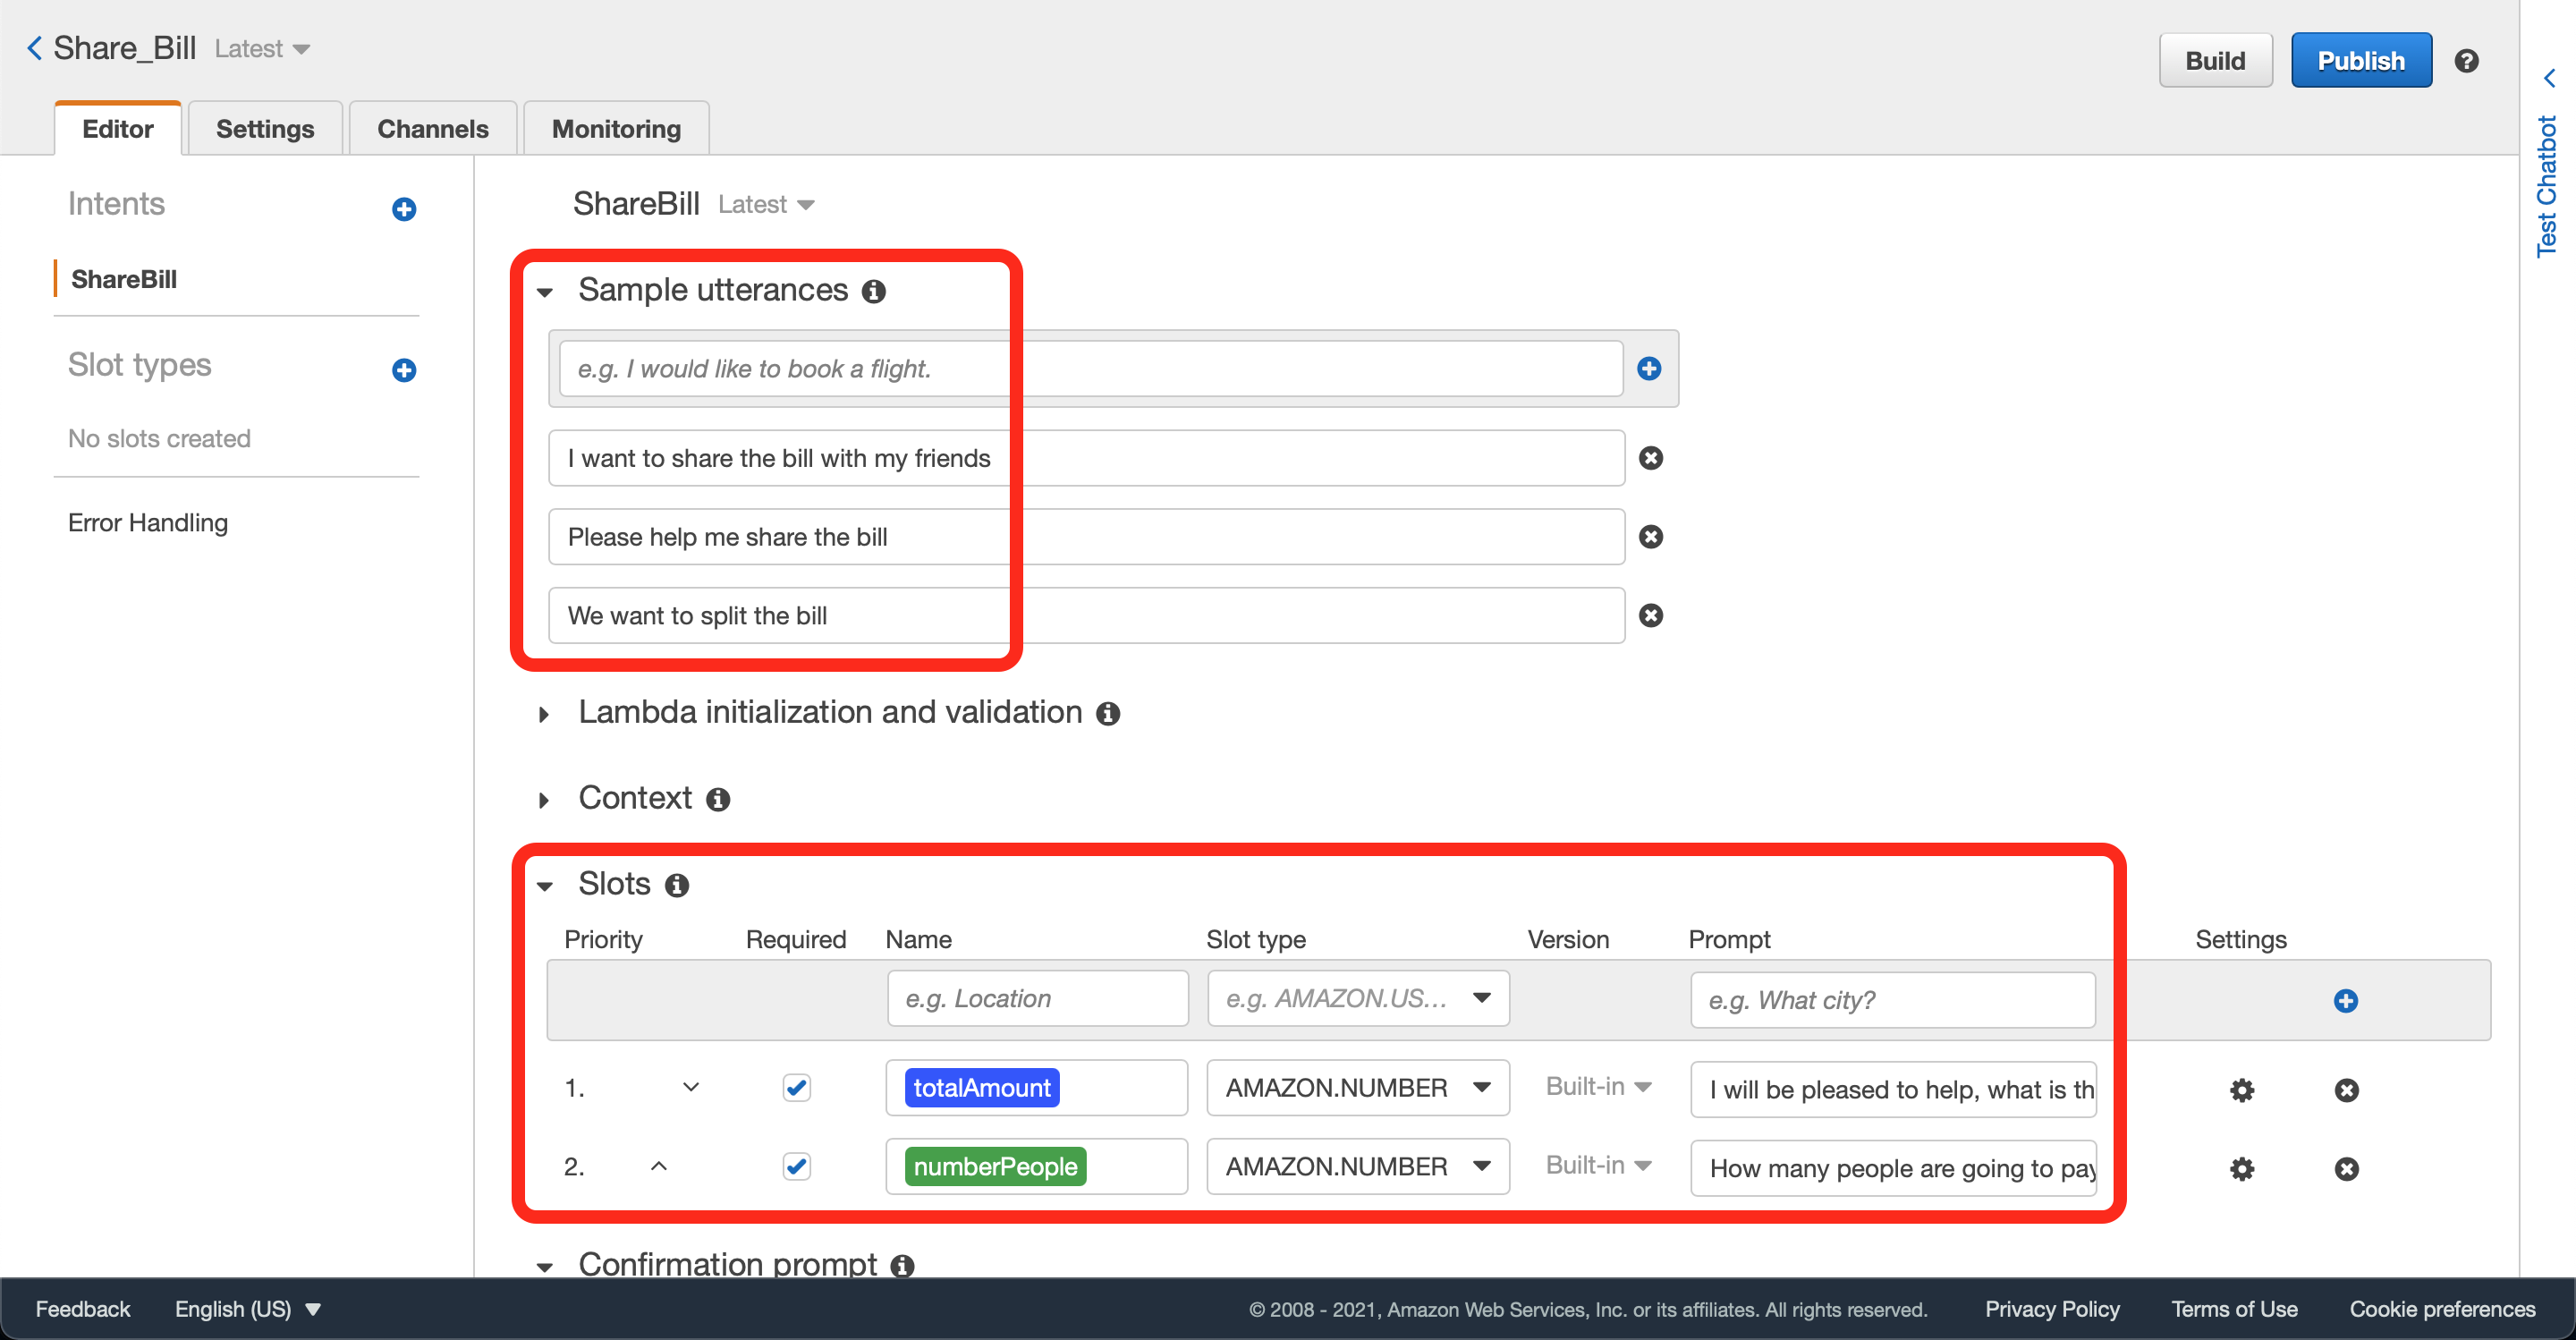 Share_Bill Latest
Build
Publish
Editor
Settings
Channels
Monitoring
Test Chatbot
Intents
ShareBill
Slot types
No slots created
Error Handling
ShareBill Latest
Sample utterances
e.g. I would like to book a flight.
I want to share the bill with my friends
Please help me share the bill
We want to split the bill
Lambda initialization and validation
Context
Slots
Priority Required Name Slot type Version Prompt Settings
e.g. Location e.g. AMAZON.US... e.g. What city?
1. totalAmount AMAZON.NUMBER Built-in I will be pleased to help, what is th
2. numberPeople AMAZON.NUMBER Built-in How many people are going to pay
Confirmation prompt
Feedback English (US) © 2008 - 2021, Amazon Web Services, Inc. or its affiliates. All rights reserved. Privacy Policy Terms of Use Cookie preferences